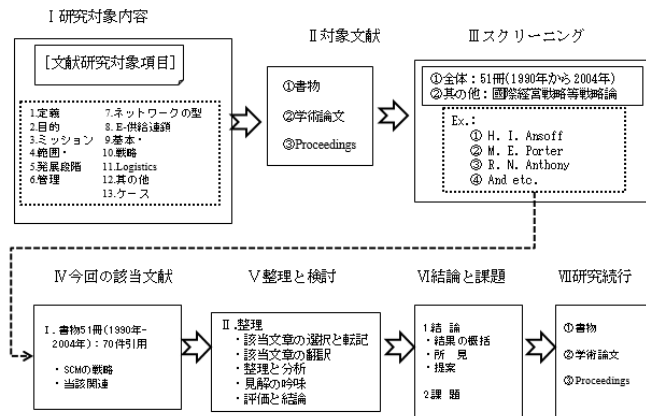 Ⅰ研究対象内容
[文献研究対象項目]
1.定義
2.目的
3.ミッション
4.範囲・
5.発展段階
6.管理
7.ネットワークの型
8. E-供給連鎖
9.基本・
10.戦略
11.Logistics
12.其の他
13.ケース
Ⅱ対象文献
①書物
②学術論文
③Proceedings
Ⅲスクリーニング
①全体：51冊(1990年から2004年)
②其の他：國際経営戦略等戦略論
Ex.:
① H. I. Ansoff
② M. E. Porter
③ R. N. Anthony
④ And etc.
Ⅳ今回の該当文献
Ⅰ. 書物51冊(1990年-
2004年)：70件引用
・ SCMの戦略
・ 当該関連
Ⅴ整理と検討
Ⅱ.整理
・該当文章の選択と転記
・該当文章の翻訳
・整理と分析
・見解の吟味
・評価と結論
Ⅵ結論と課題
1 結 論
・結果の概括
・所 見
・提案
2課 題
Ⅶ研究続行
①書物
②学術論文
③Proceedings